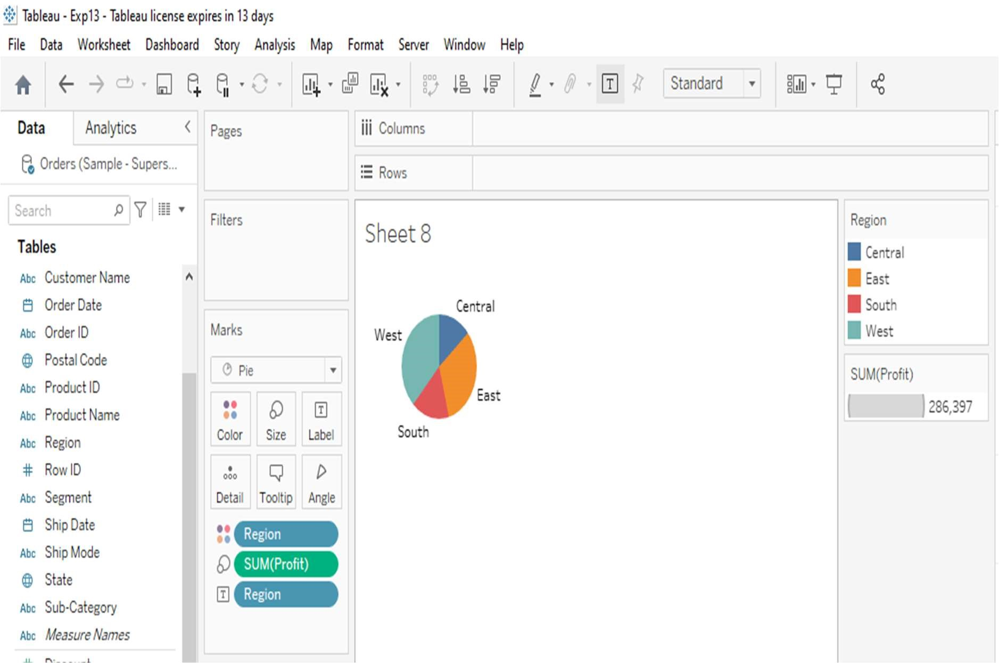 Tableau - Exp13 - Tableau license expires in 13 days
File Data Worksheet Dashboard Story Analysis Map Format Server Window Help
Standard
Data Analytics
Orders (Sample - Supers...
Search
Tables
Abc Customer Name
Order Date
Abc Order ID
Postal Code
Abc Product ID
Abc Product Name
Abc Region
# Row ID
Abc Segment
Ship Date
Abc Ship Mode
State
Abc Sub-Category
Abc Measure Names
Pages
Filters
Marks
Pie
Color Size Label
Detail Tooltip Angle
Region
SUM(Profit)
T Region
Columns
Rows
Sheet 8
Central
West
East
South
Region
Central
East
South
West
SUM(Profit)
286,397